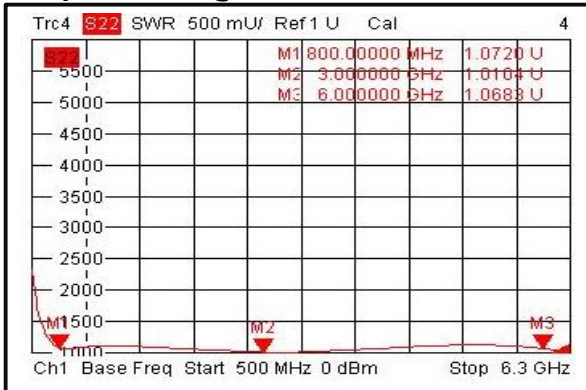 Trc4 S22 SWR 500 mU/ Ref 1 U Cal 4
S22
M1 800.00000 MHz 1.0720 U
M2 3.000000 GHz 1.0104 U
M3 6.000000 GHz 1.0683 U
5500
5000
4500
4000
3500
3000
2500
2000
1500
M1
M2
M3
1000
Ch1 Base Freq Start 500 MHz 0 dBm Stop 6.3 GHz